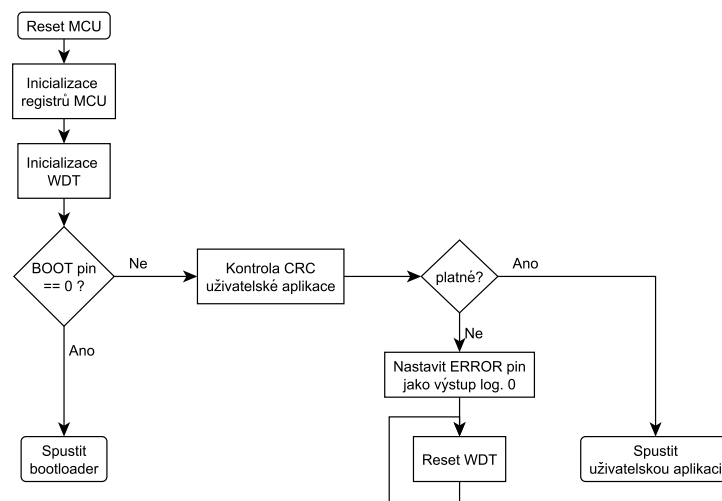 Reset MCU
Inicializace
registrů MCU
Inicializace
WDT
BOOT pin
== 0 ?
Ne
Kontrola CRC
uživatelské aplikace
platné?
Ano
Ano
Ne
Nastavit ERROR pin
jako výstup log. 0
Spustit
bootloader
Reset WDT
Spustit
uživatelskou aplikaci